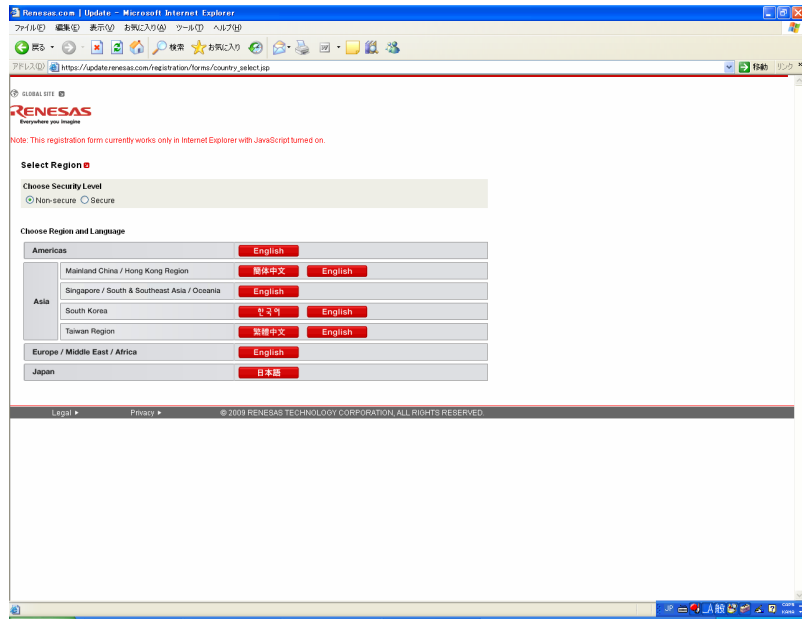 Renesas.com | Update - Microsoft Internet Explorer
ファイル(F) 編集(E) 表示(V) お気に入り(A) ツール(T) ヘルプ(H)
戻る 検索 お気に入り
アドレス(D) https://update.renesas.com/registration/forms/country_select.jsp 移動 リンク
GLOBAL SITE
RENESAS
Everywhere you imagine
Note: This registration form currently works only in Internet Explorer with JavaScript turned on.
Select Region
Choose Security Level
Non-secure Secure
Choose Region and Language
Americas English
Asia
Mainland China / Hong Kong Region 簡体中文 English
Singapore / South & Southeast Asia / Oceania English
South Korea 한국어 English
Taiwan Region 繁體中文 English
Europe / Middle East / Africa English
Japan 日本語
Legal Privacy © 2009 RENESAS TECHNOLOGY CORPORATION, ALL RIGHTS RESERVED.
JP A 般 CAPS
KANA